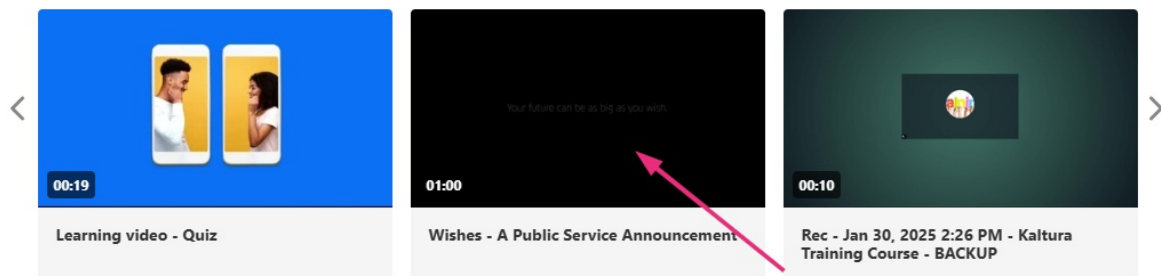 Your future can be as big as you wish.
00:19
01:00
00:10
Learning video - Quiz
Wishes - A Public Service Announcement
Rec - Jan 30, 2025 2:26 PM - Kaltura
Training Course - BACKUP